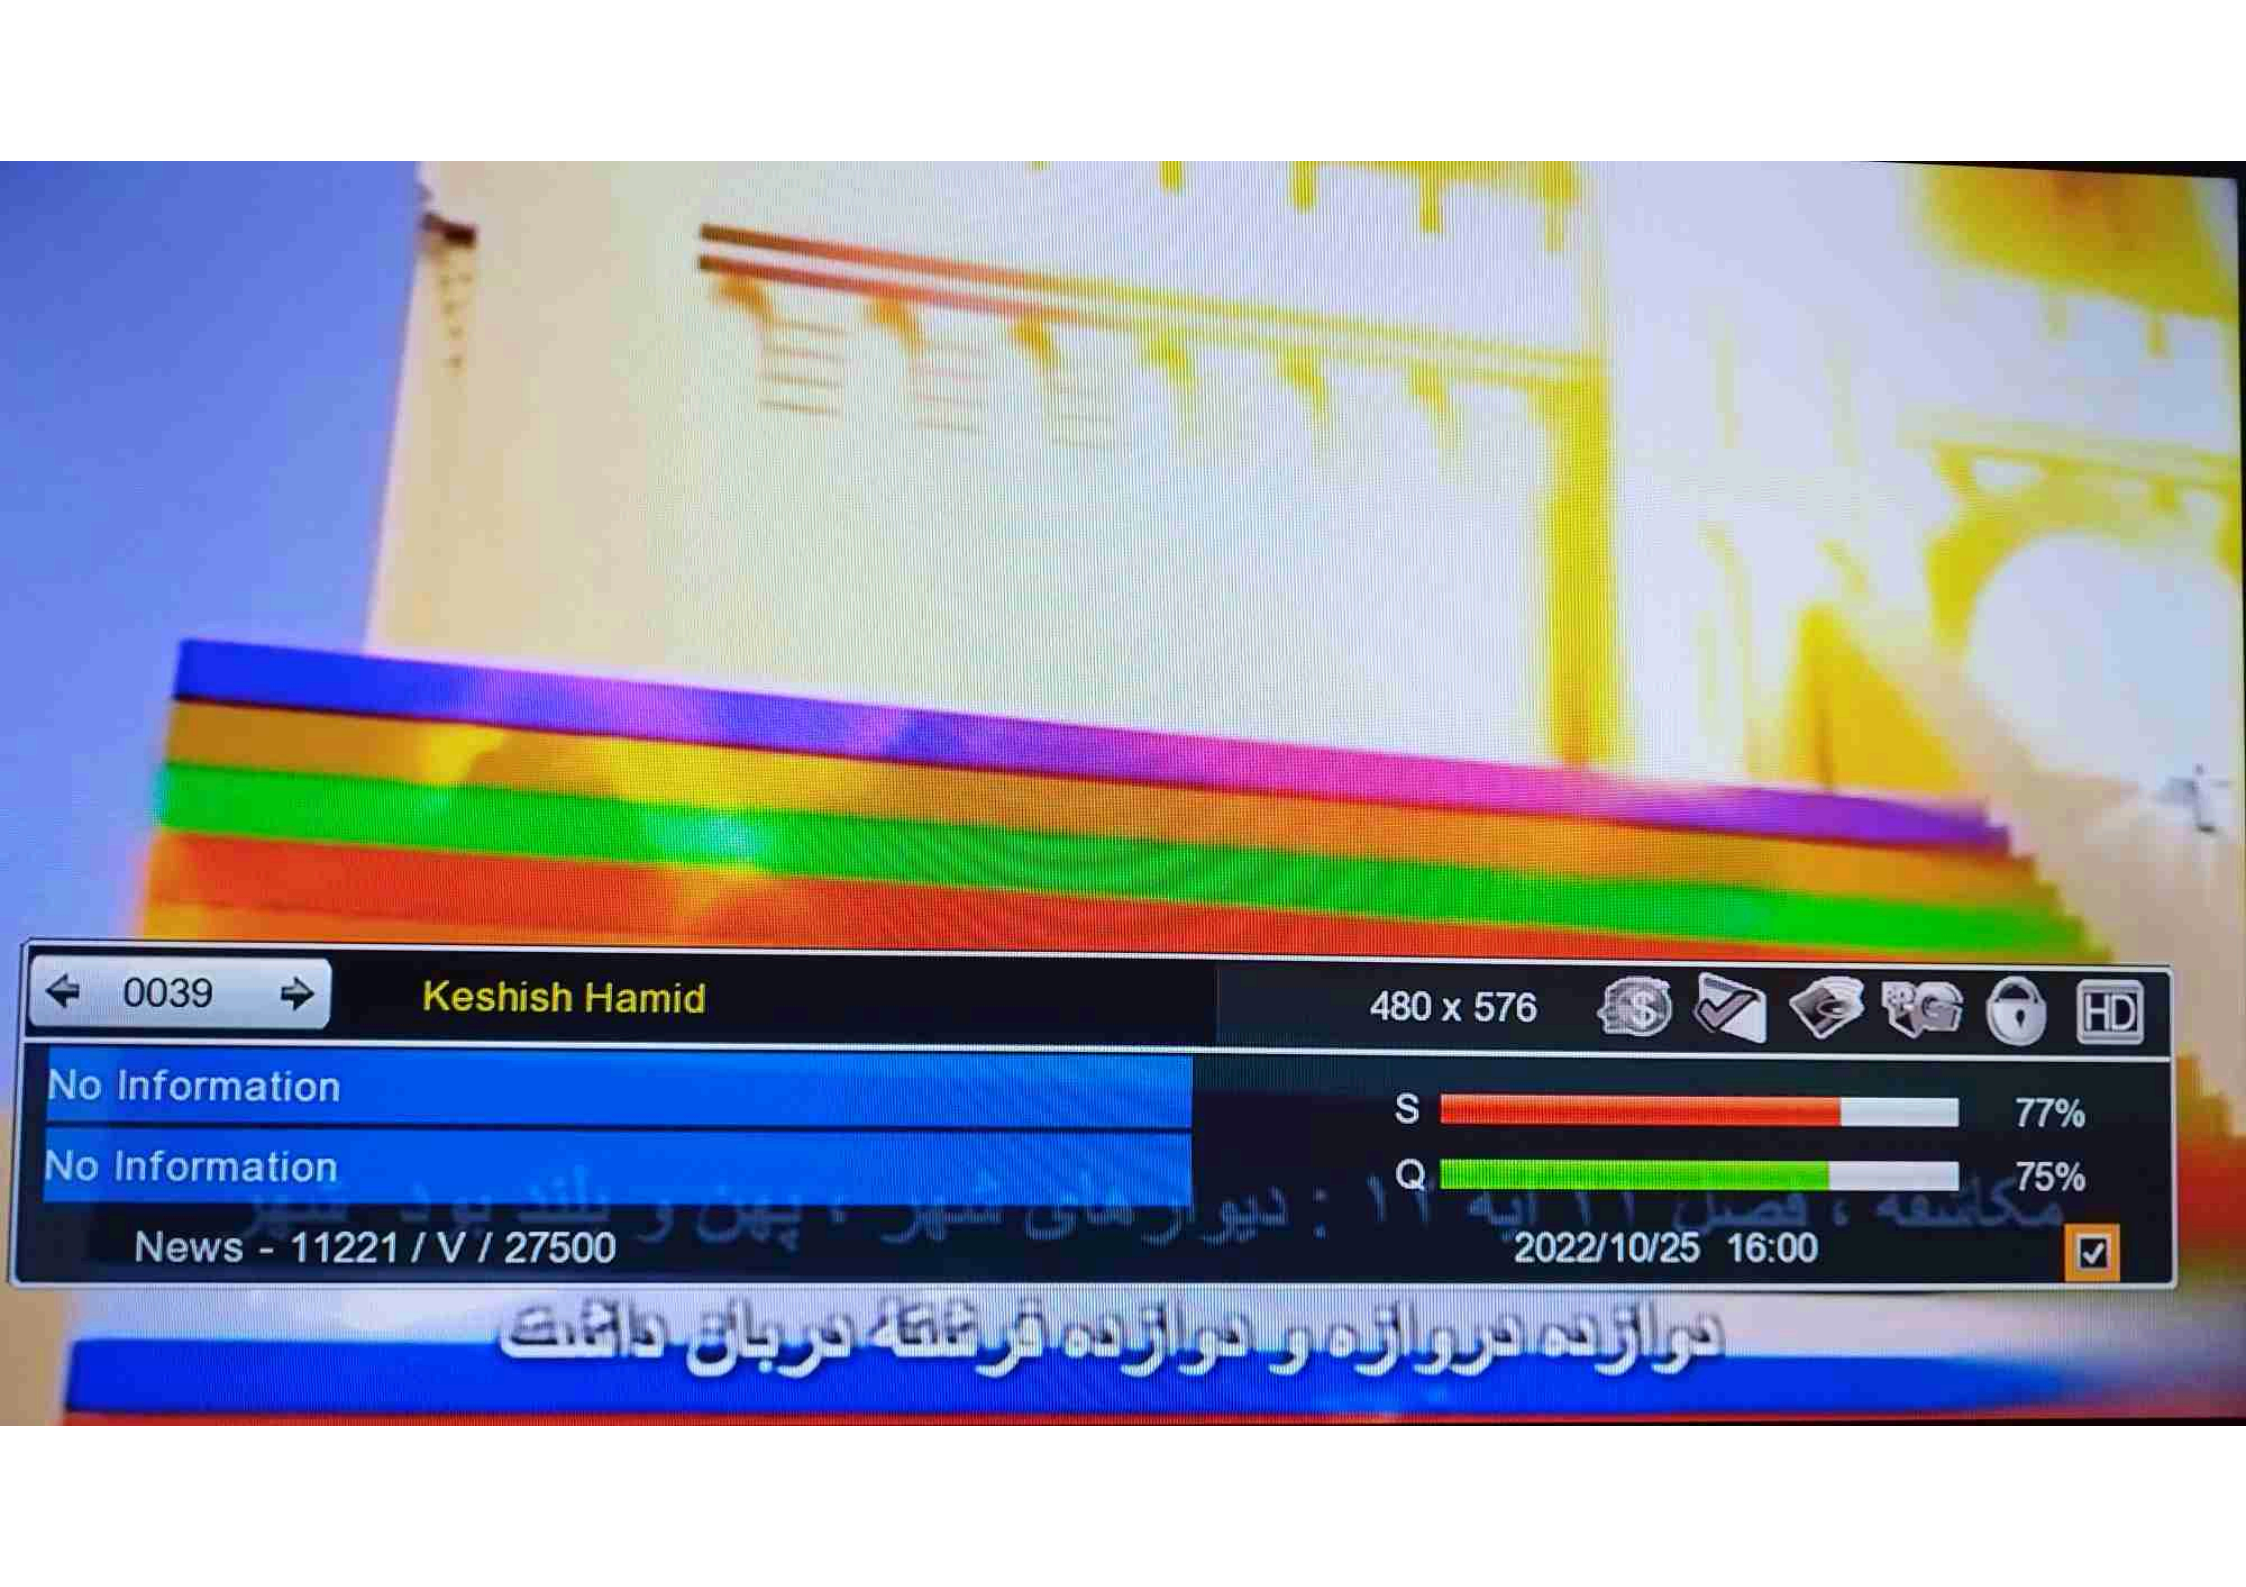 0039 Keshish Hamid 480 x 576 HD
No Information
S 77%
No Information
Q 75%
مکاشفه ، فصل ۲۱ آیه ۱۲ : دیوارهای شهر ، پهن و بلند بود شهر
News - 11221 / V / 27500 2022/10/25 16:00
دوازده دروازه و دوازده فرشتهٔ دربان داشت